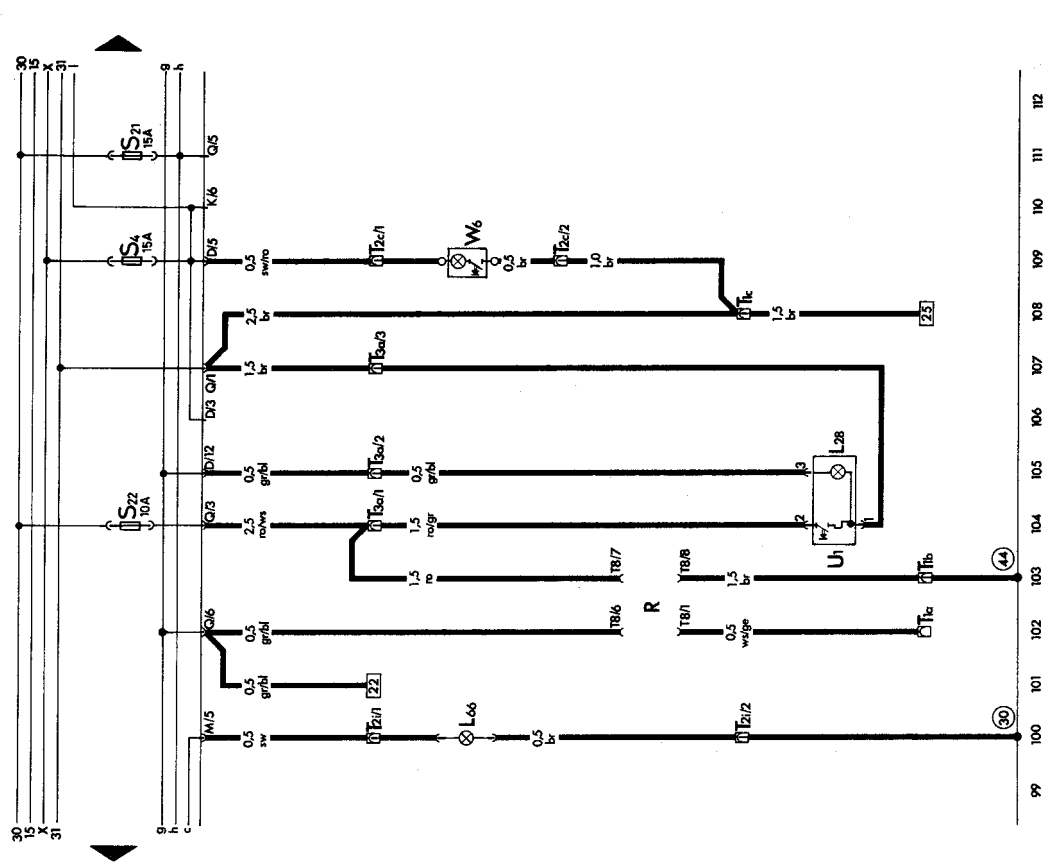 30 30
15 15
X X
31 31
l
S22 S4 S21
10A 15A 15A
g g
h h
c
M/5 Q/6 Q/3 D/12 D/3 Q/1 D/5 K/6 Q/5
0,5 0,5 0,5 2,5 0,5 1,5 2,5 0,5
sw gr/bl gr/bl ro/ws gr/bl br br sw/ro
T2i/1 22 T3a/1 T3a/2 T3a/3 T2c/1
1,5 1,5 0,5
ro ro/gr gr/bl
L66 W6
0,5 0,5
br br
T2c/2
1,0
br
T8/6 T8/7
R
T8/1 T8/8
0,5 1,5
ws/ge br
T2i/2 T1c
1,5
br
2 3
U1 L28
1
T1a T1b 25
30 44
99 100 101 102 103 104 105 106 107 108 109 110 111 112